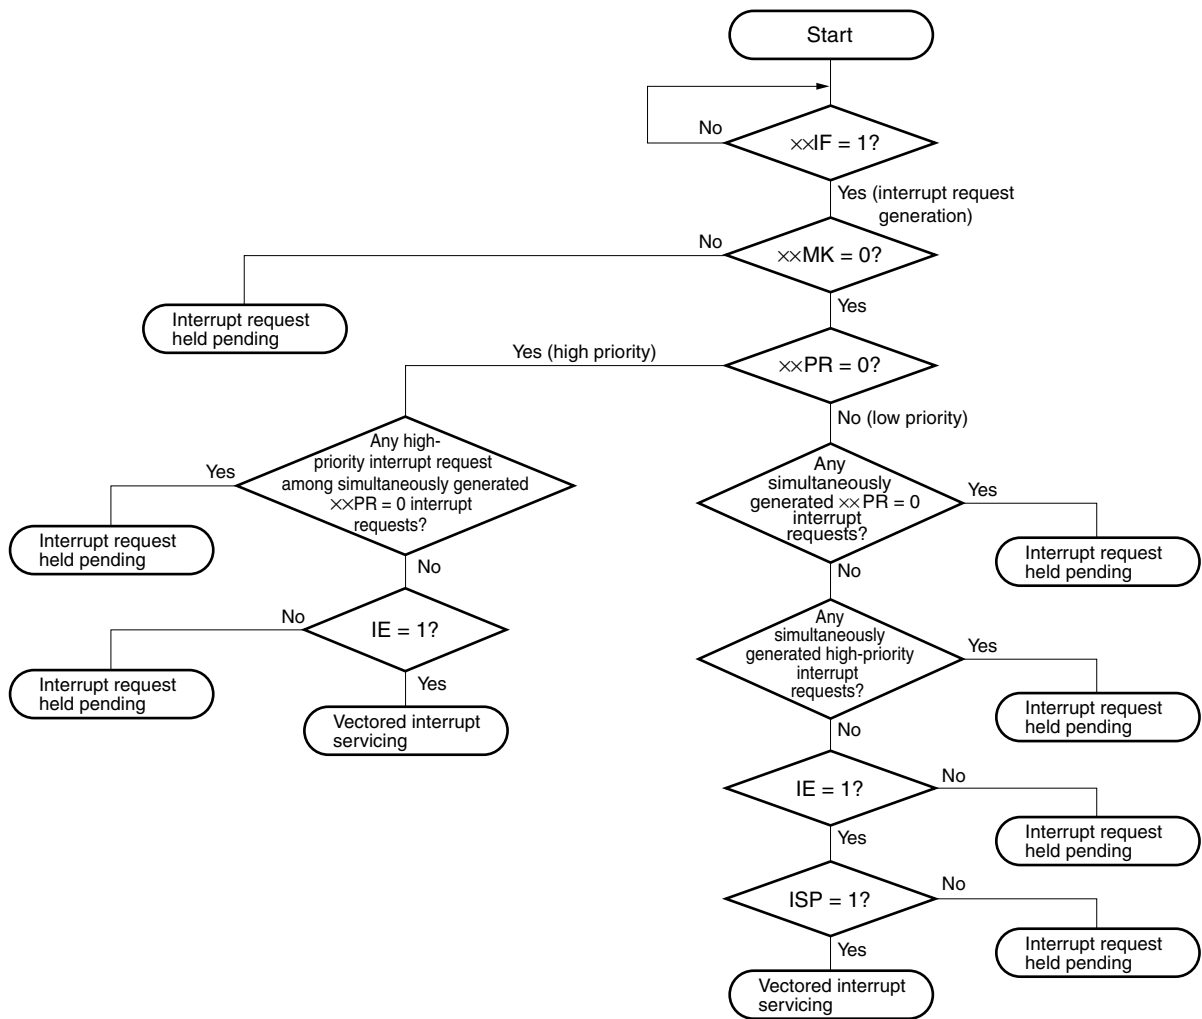 Start
No
××IF = 1?
Yes (interrupt request
generation)
No
××MK = 0?
Interrupt request
held pending
Yes
Yes (high priority)
××PR = 0?
No (low priority)
Any high-
priority interrupt request
among simultaneously generated
××PR = 0 interrupt
requests?
Yes
Interrupt request
held pending
No
Any
simultaneously
generated ××PR = 0
interrupt
requests?
Yes
Interrupt request
held pending
No
IE = 1?
No
Interrupt request
held pending
Yes
Vectored interrupt
servicing
Any
simultaneously
generated high-priority
interrupt
requests?
Yes
Interrupt request
held pending
No
IE = 1?
No
Interrupt request
held pending
Yes
ISP = 1?
No
Interrupt request
held pending
Yes
Vectored interrupt
servicing